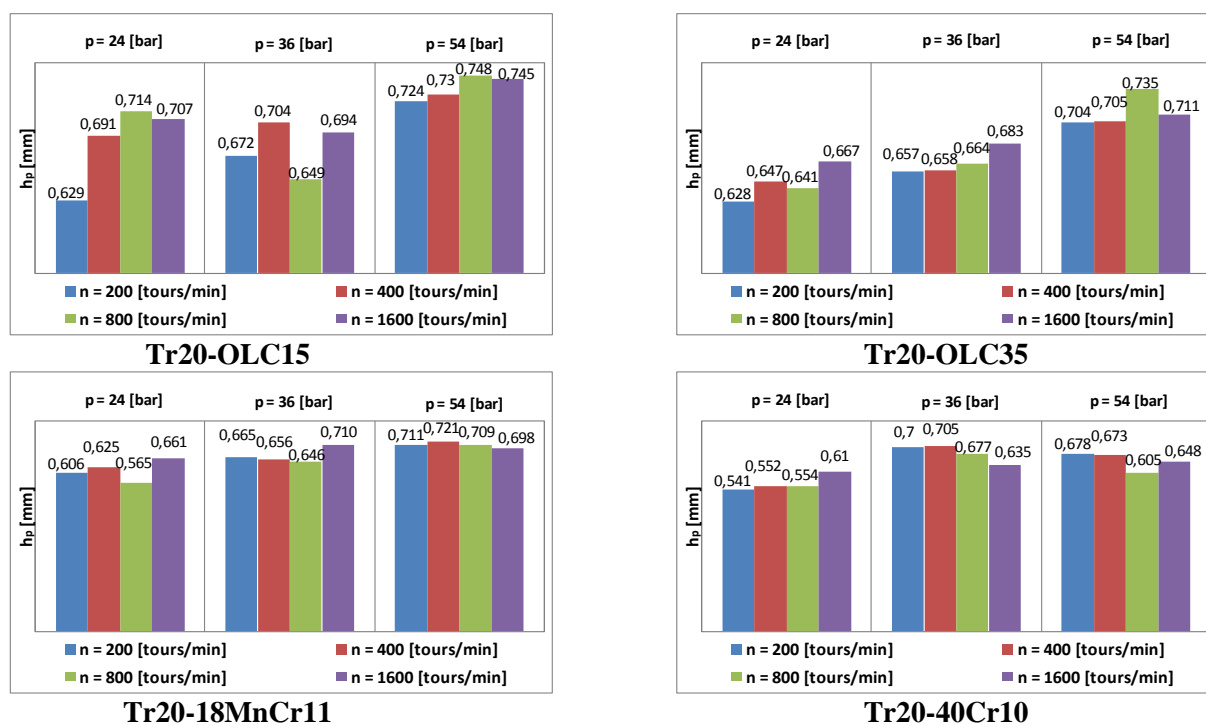 p = 24 [bar]
p = 36 [bar]
p = 54 [bar]
hp [mm]
0,629
0,691
0,714
0,707
0,672
0,704
0,649
0,694
0,724
0,73
0,748
0,745
n = 200 [tours/min]
n = 400 [tours/min]
n = 800 [tours/min]
n = 1600 [tours/min]
Tr20-OLC15
p = 24 [bar]
p = 36 [bar]
p = 54 [bar]
hp [mm]
0,628
0,647
0,641
0,667
0,657
0,658
0,664
0,683
0,704
0,705
0,735
0,711
n = 200 [tours/min]
n = 400 [tours/min]
n = 800 [tours/min]
n = 1600 [tours/min]
Tr20-OLC35
p = 24 [bar]
p = 36 [bar]
p = 54 [bar]
hp [mm]
0,606
0,625
0,565
0,661
0,665
0,656
0,646
0,710
0,711
0,721
0,709
0,698
n = 200 [tours/min]
n = 400 [tours/min]
n = 800 [tours/min]
n = 1600 [tours/min]
Tr20-18MnCr11
p = 24 [bar]
p = 36 [bar]
p = 54 [bar]
hp [mm]
0,541
0,552
0,554
0,61
0,7
0,705
0,677
0,635
0,678
0,673
0,605
0,648
n = 200 [tours/min]
n = 400 [tours/min]
n = 800 [tours/min]
n = 1600 [tours/min]
Tr20-40Cr10